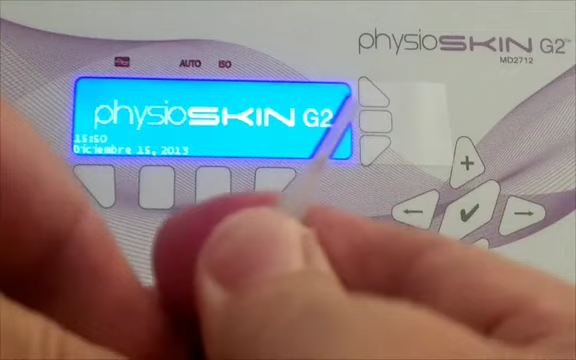 physioSKIN G2™
MD2712
AUTO ISO
physioSKIN G2
15:50
Diciembre 15, 2013